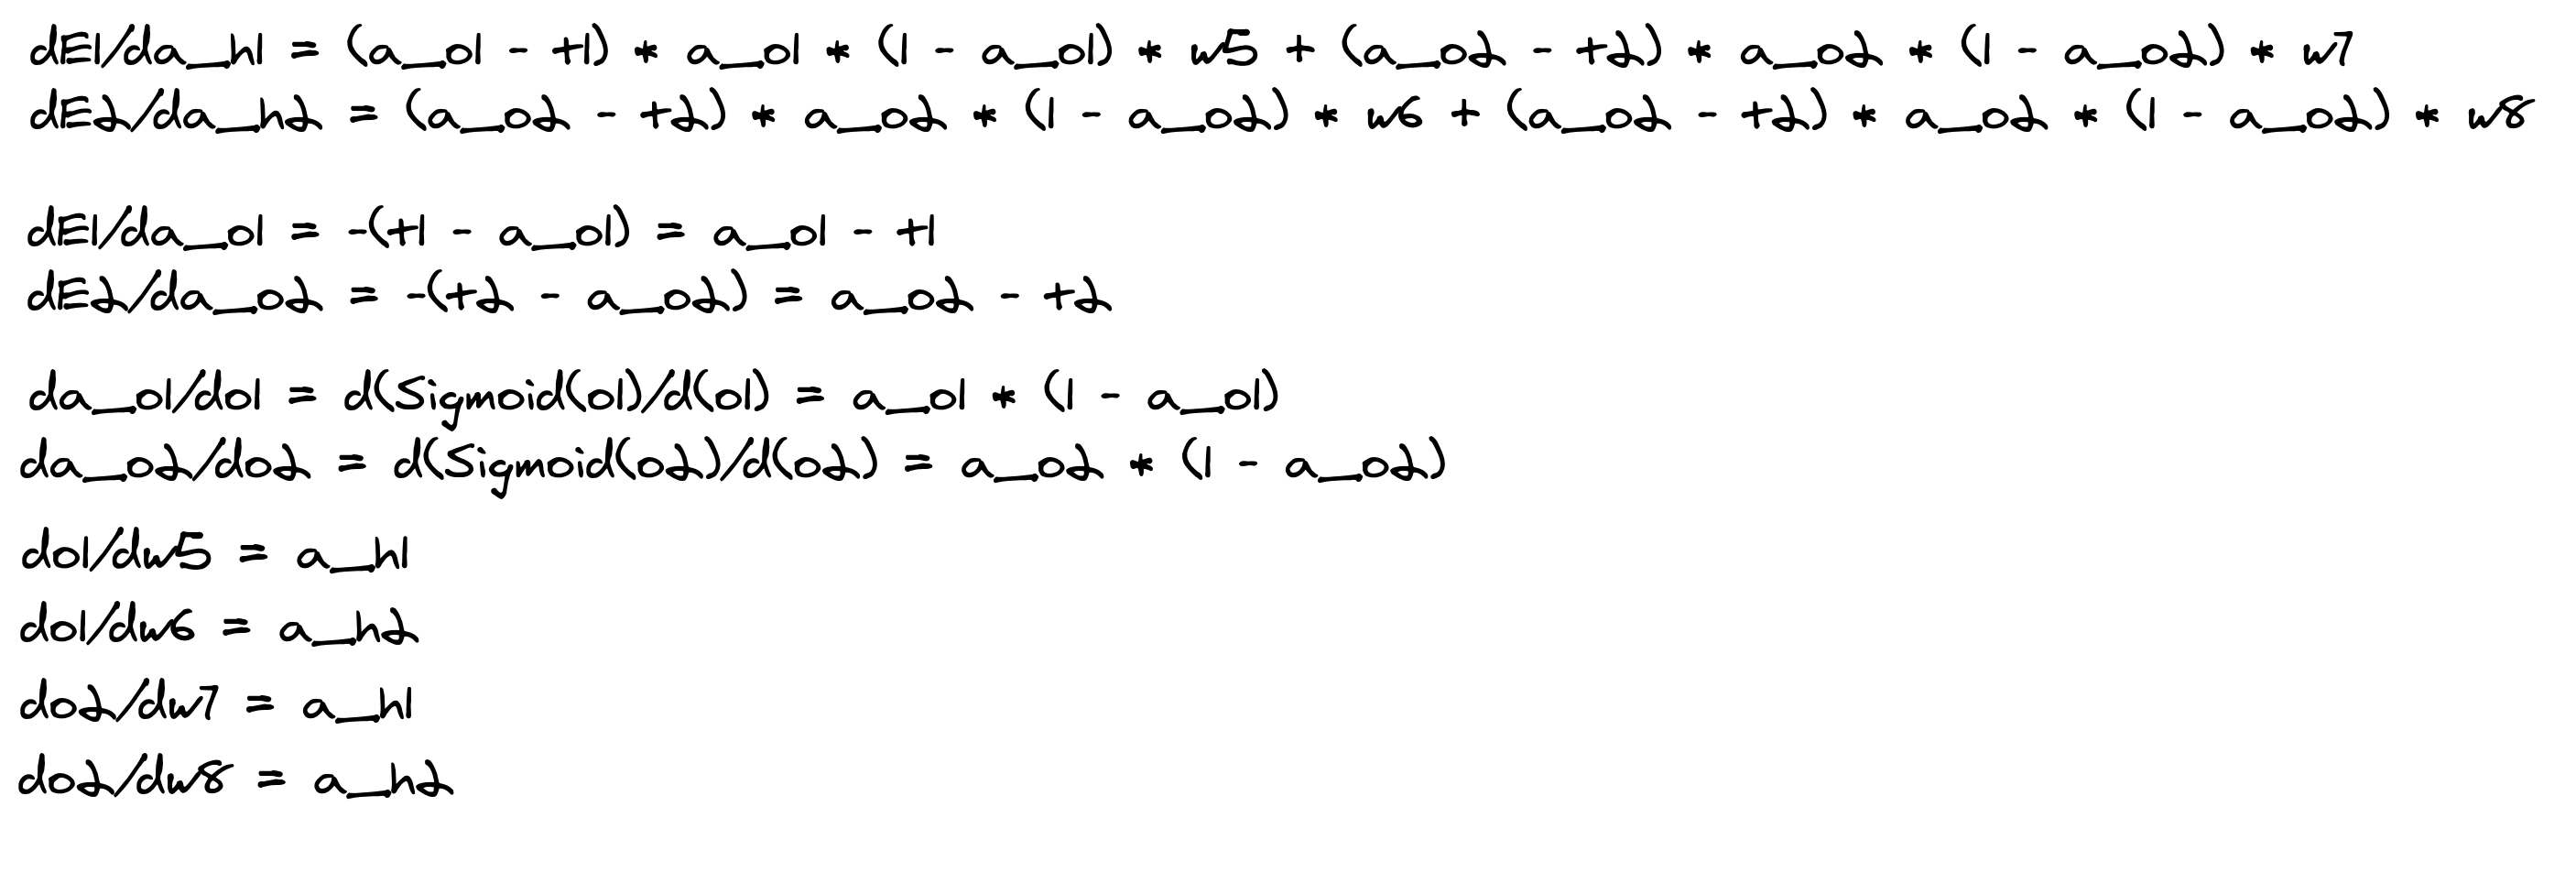 dE1/da_h1 = (a_o1 - t1) * a_o1 * (1 - a_o1) * w5 + (a_o2 - t2) * a_o2 * (1 - a_o2) * w7
dE2/da_h2 = (a_o2 - t2) * a_o2 * (1 - a_o2) * w6 + (a_o2 - t2) * a_o2 * (1 - a_o2) * w8
dE1/da_o1 = -(t1 - a_o1) = a_o1 - t1
dE2/da_o2 = -(t2 - a_o2) = a_o2 - t2
da_o1/do1 = d(Sigmoid(o1)/d(o1) = a_o1 * (1 - a_o1)
da_o2/do2 = d(Sigmoid(o2)/d(o2) = a_o2 * (1 - a_o2)
do1/dw5 = a_h1
do1/dw6 = a_h2
do2/dw7 = a_h1
do2/dw8 = a_h2